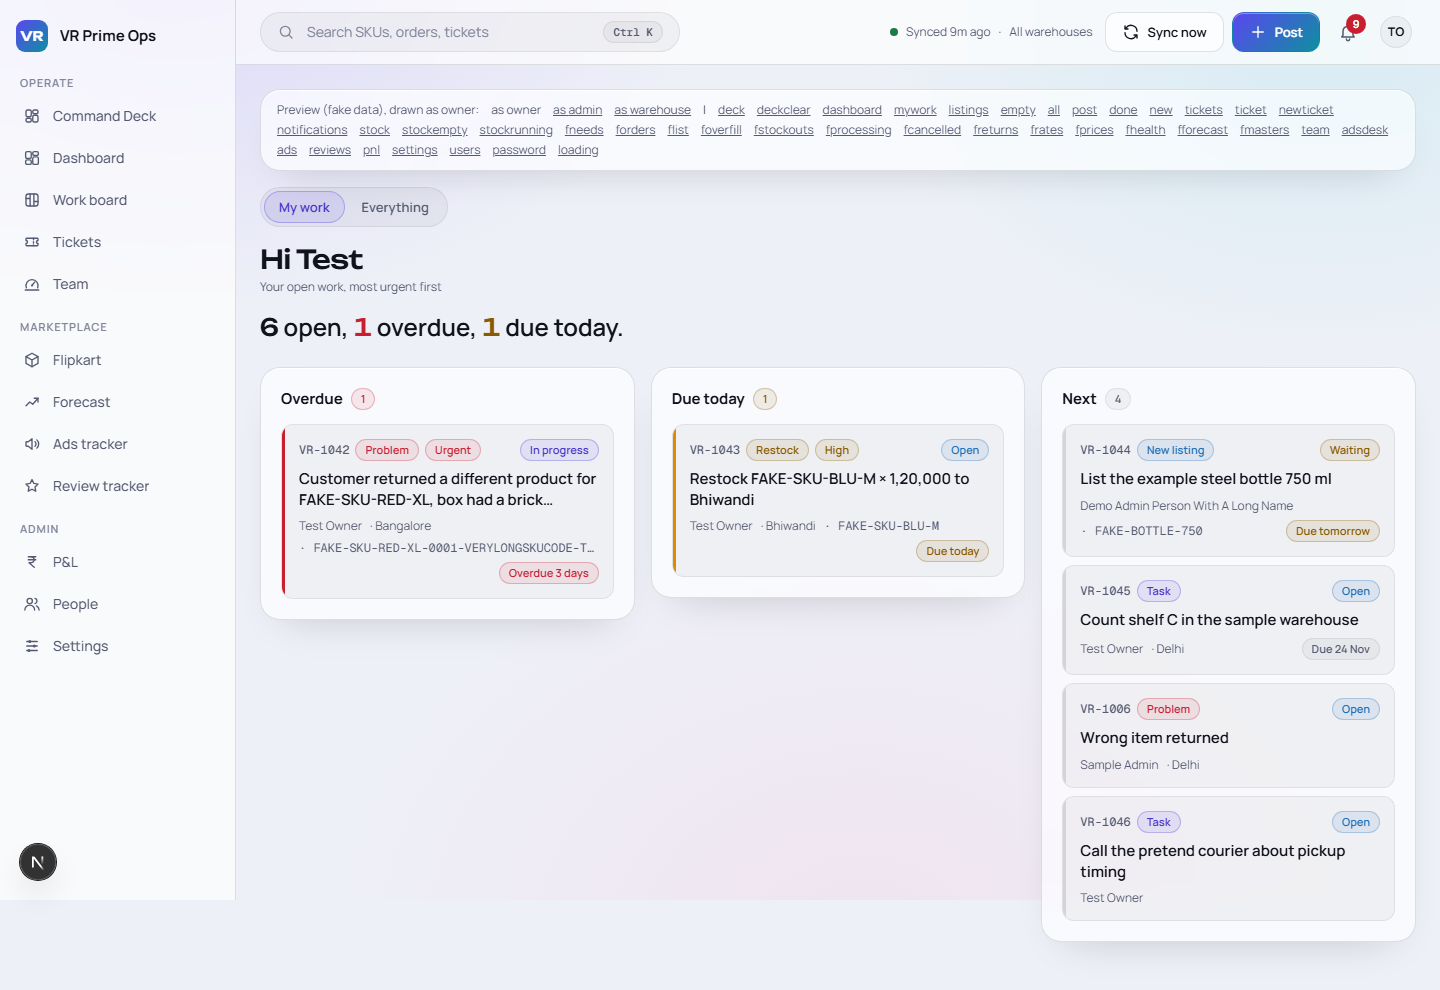 VR VR Prime Ops
Search SKUs, orders, tickets Ctrl K
Synced 9m ago · All warehouses Sync now + Post 9 TO
OPERATE
Command Deck
Dashboard
Work board
Tickets
Team
MARKETPLACE
Flipkart
Forecast
Ads tracker
Review tracker
ADMIN
₹ P&L
People
Settings
N
Preview (fake data), drawn as owner: as owner as admin as warehouse | deck deckclear dashboard mywork listings empty all post done new tickets ticket newticket
notifications stock stockempty stockrunning fneeds forders flist foverfill fstockouts fprocessing fcancelled freturns frates fprices fhealth fforecast fmasters team adsdesk
ads reviews pnl settings users password loading
My work Everything
Hi Test
Your open work, most urgent first
6 open, 1 overdue, 1 due today.
Overdue 1
VR-1042 Problem Urgent In progress
Customer returned a different product for
FAKE-SKU-RED-XL, box had a brick…
Test Owner · Bangalore
· FAKE-SKU-RED-XL-0001-VERYLONGSKUCODE-T…
Overdue 3 days
Due today 1
VR-1043 Restock High Open
Restock FAKE-SKU-BLU-M × 1,20,000 to
Bhiwandi
Test Owner · Bhiwandi · FAKE-SKU-BLU-M
Due today
Next 4
VR-1044 New listing Waiting
List the example steel bottle 750 ml
Demo Admin Person With A Long Name
· FAKE-BOTTLE-750 Due tomorrow
VR-1045 Task Open
Count shelf C in the sample warehouse
Test Owner · Delhi Due 24 Nov
VR-1006 Problem Open
Wrong item returned
Sample Admin · Delhi
VR-1046 Task Open
Call the pretend courier about pickup
timing
Test Owner